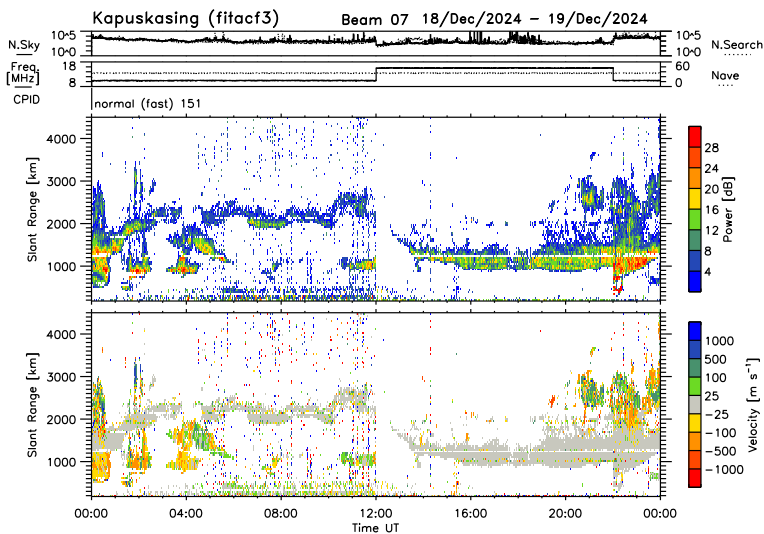 Kapuskasing (fitacf3) Beam 07 18/Dec/2024 − 19/Dec/2024
N.Sky 10^5 10^0 10^5 10^0 N.Search
Freq. [MHz] 18 8 60 0 Nave
CPID normal (fast) 151
Slant Range [km]
4000
3000
2000
1000
28
24
20
16
12
8
4
Power [dB]
Slant Range [km]
4000
3000
2000
1000
1000
500
100
25
−25
−100
−500
−1000
Velocity [m s⁻¹]
00:00 04:00 08:00 12:00 16:00 20:00 00:00
Time UT